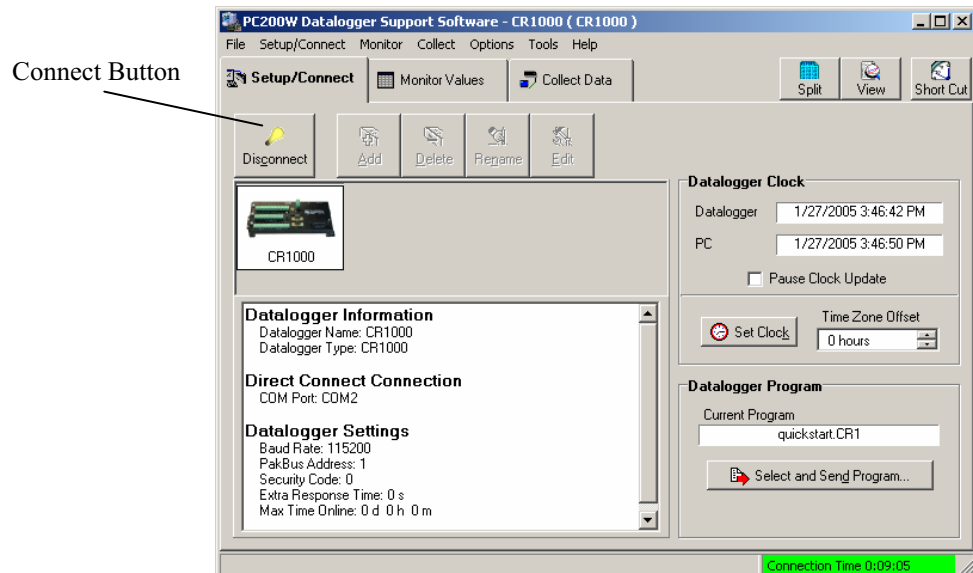 Connect Button
PC200W Datalogger Support Software - CR1000 ( CR1000 )
File Setup/Connect Monitor Collect Options Tools Help
Setup/Connect Monitor Values Collect Data Split View Short Cut
Disconnect Add Delete Rename Edit
CR1000
Datalogger Information
Datalogger Name: CR1000
Datalogger Type: CR1000
Direct Connect Connection
COM Port: COM2
Datalogger Settings
Baud Rate: 115200
PakBus Address: 1
Security Code: 0
Extra Response Time: 0 s
Max Time Online: 0 d 0 h 0 m
Datalogger Clock
Datalogger 1/27/2005 3:46:42 PM
PC 1/27/2005 3:46:50 PM
Pause Clock Update
Set Clock
Time Zone Offset
0 hours
Datalogger Program
Current Program
quickstart.CR1
Select and Send Program...
Connection Time 0:09:05